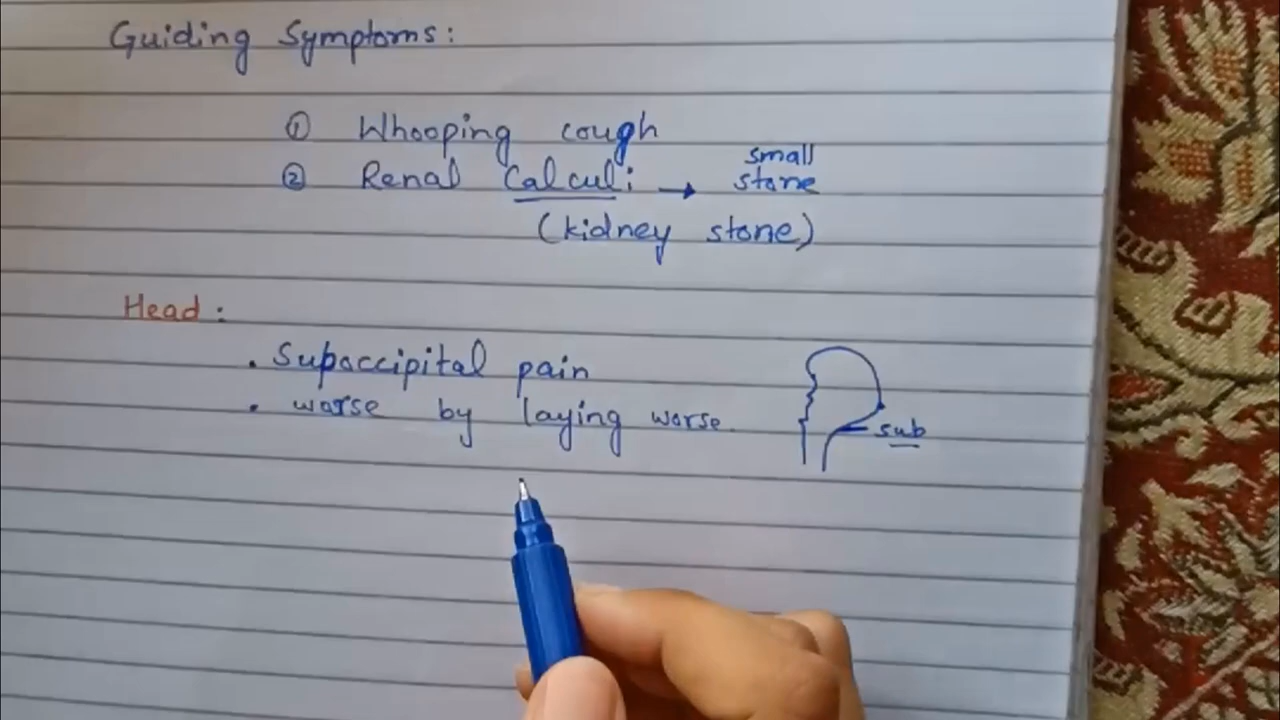 Guiding Symptoms:
① Whooping cough
② Renal Calculi → small stone
(kidney stone)
Head:
. Supoccipital pain
. worse by laying worse
sub